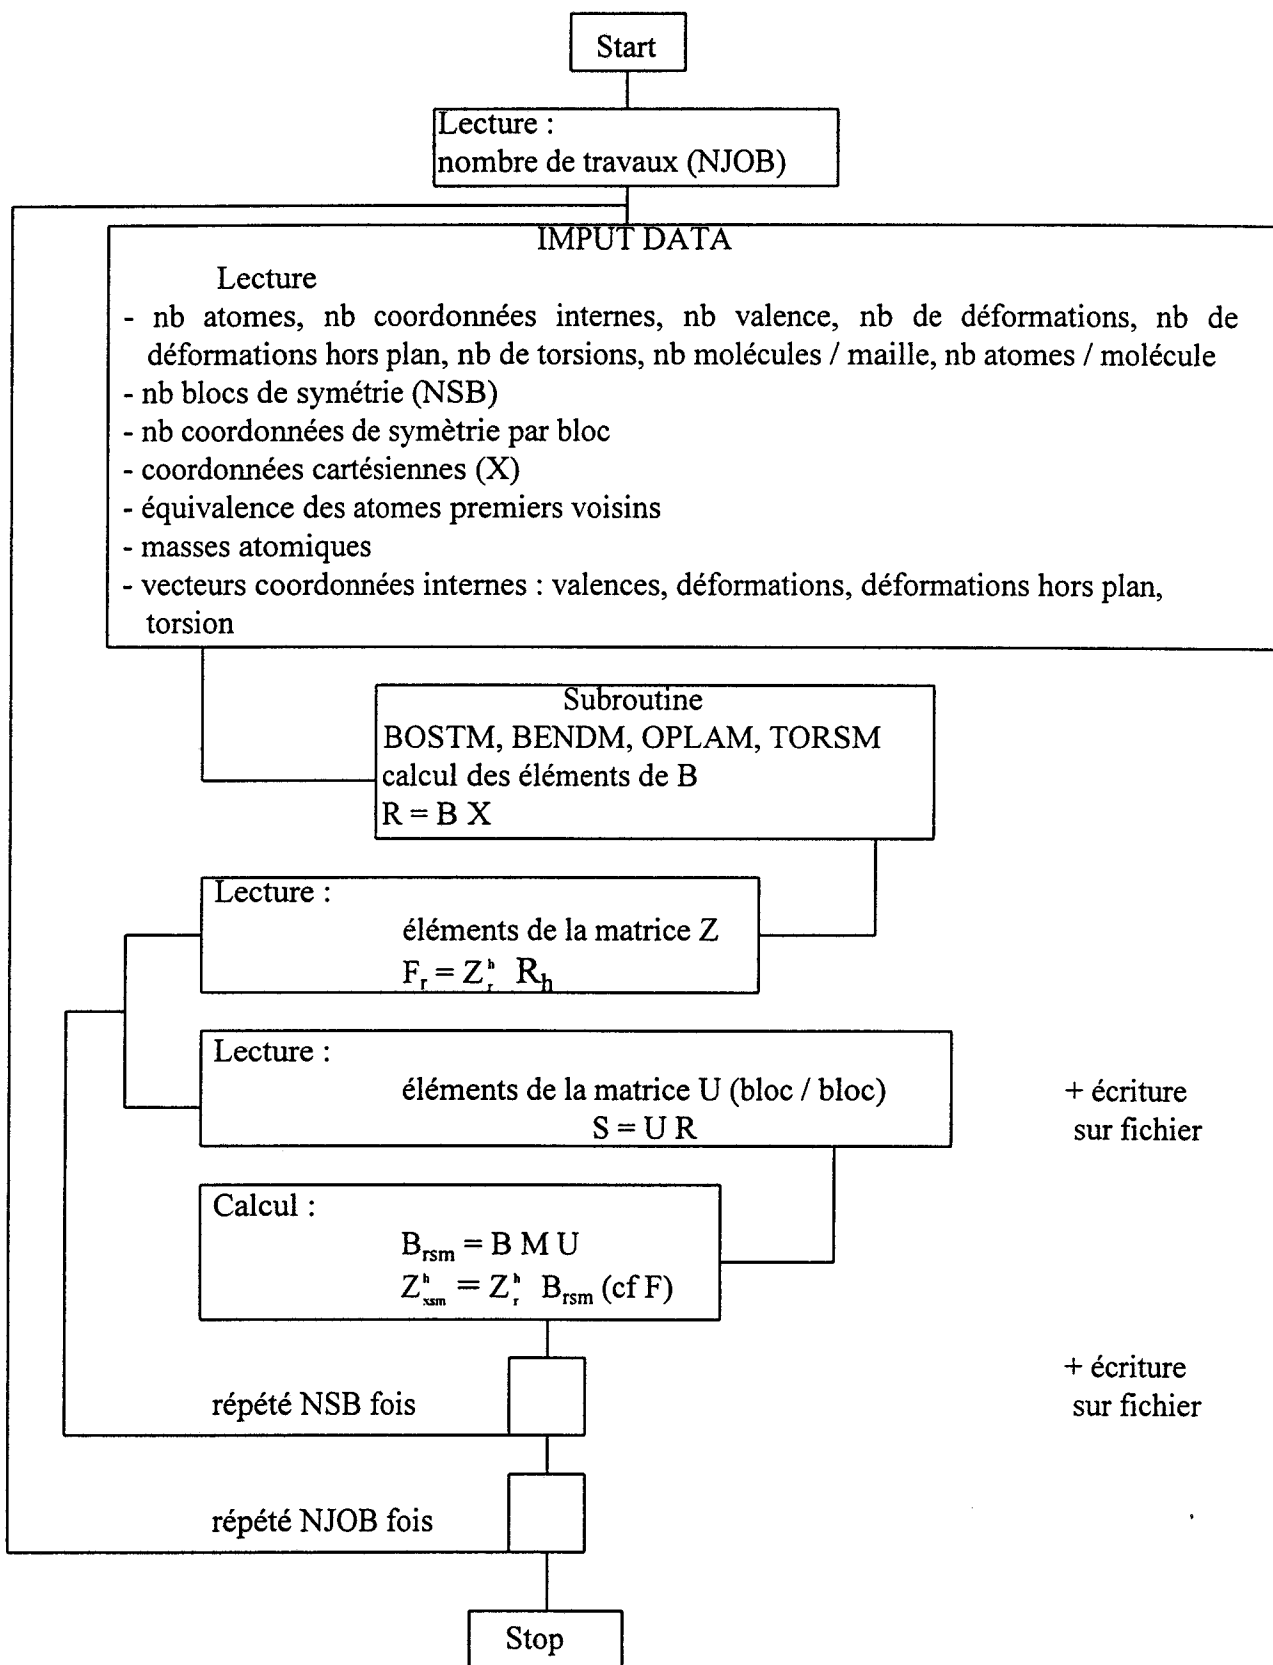 Start
Lecture :
nombre de travaux (NJOB)
IMPUT DATA
Lecture
- nb atomes, nb coordonnées internes, nb valence, nb de déformations, nb de
déformations hors plan, nb de torsions, nb molécules / maille, nb atomes / molécule
- nb blocs de symétrie (NSB)
- nb coordonnées de symètrie par bloc
- coordonnées cartésiennes (X)
- équivalence des atomes premiers voisins
- masses atomiques
- vecteurs coordonnées internes : valences, déformations, déformations hors plan,
torsion
Subroutine
BOSTM, BENDM, OPLAM, TORSM
calcul des éléments de B
R = B X
Lecture :
éléments de la matrice Z
F_r = Z_r^h R_h
Lecture :
éléments de la matrice U (bloc / bloc)
S = U R
+ écriture
sur fichier
Calcul :
B_rsm = B M U
Z_xsm^h = Z_r^h B_rsm (cf F)
+ écriture
sur fichier
répété NSB fois
répété NJOB fois
Stop